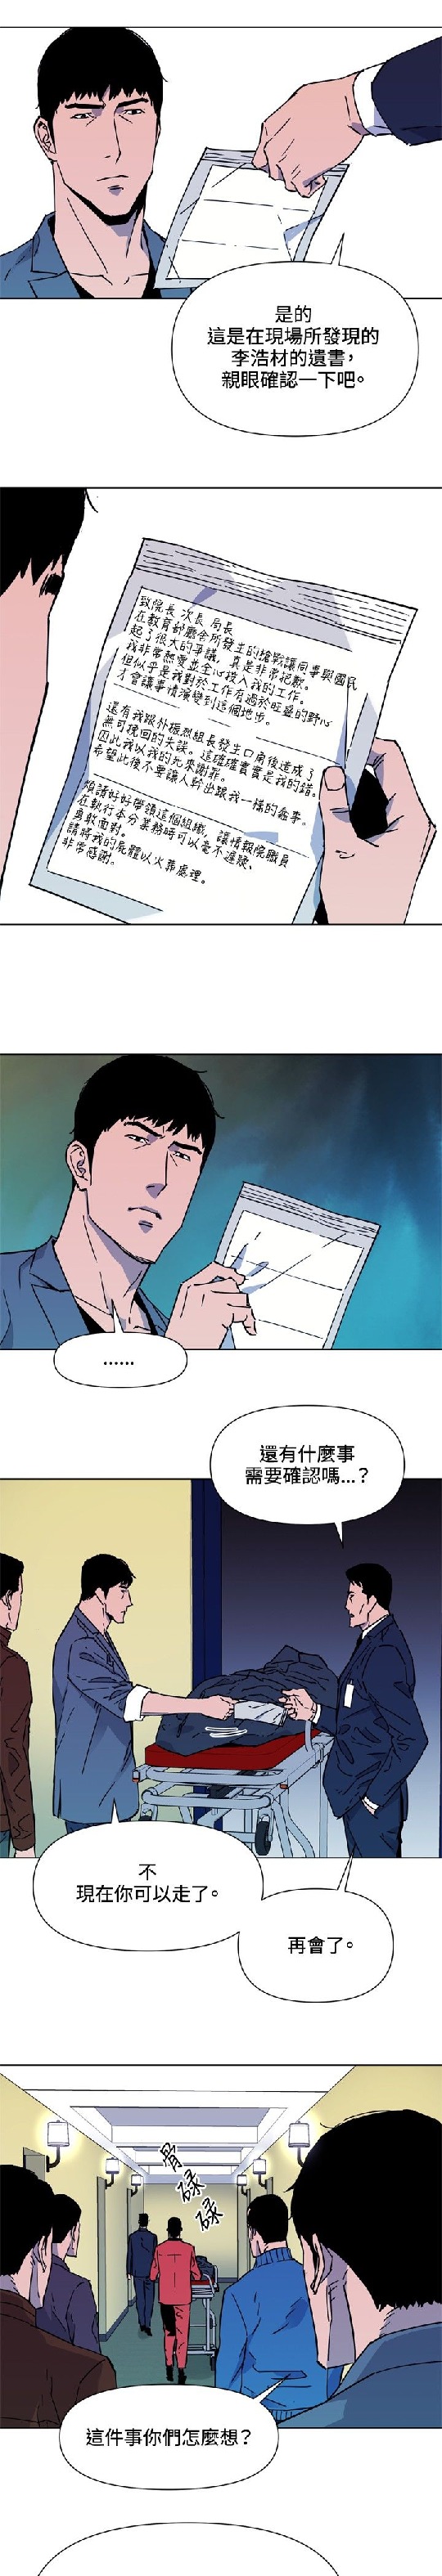 是的
這是在現場所發現的
李浩材的遺書,
親眼確認一下吧。
致院長 次長 局長
在教育部廳舍所發生的槍戰讓同事與國民
起了很大的爭議，真是非常抱歉。
我非常熱愛並全心投入我的工作。
但似乎是我對於工作有過於旺盛的野心
才會讓事情演變到這個地步。
還有我跟外振烈組長發生口角後造成了
無可挽回的失誤。這確確實實是我的錯。
因此我以我的死來謝罪。
希望此後不要讓人幹出跟我一樣的蠢事。
煩請好好帶領這個組織，讓情報院職員
在執行本分業務時可以毫不遲疑、
勇敢面對。
請將我的屍體以火葬處理。
非常感謝。
......
還有什麼事
需要確認嗎...?
不
現在你可以走了。
再會了。
骨碌碌
這件事你們怎麼想?